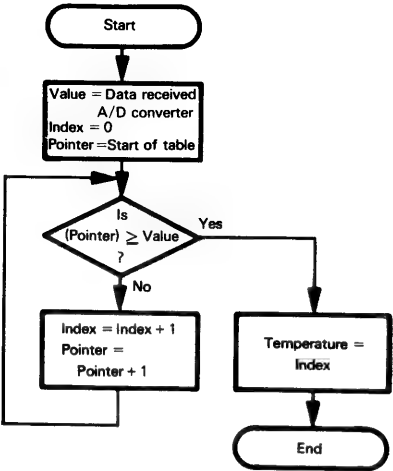 Start
Value = Data received
A/D converter
Index = 0
Pointer = Start of table
Is
(Pointer) ≥ Value
?
Yes
No
Index = Index + 1
Pointer =
Pointer + 1
Temperature =
Index
End